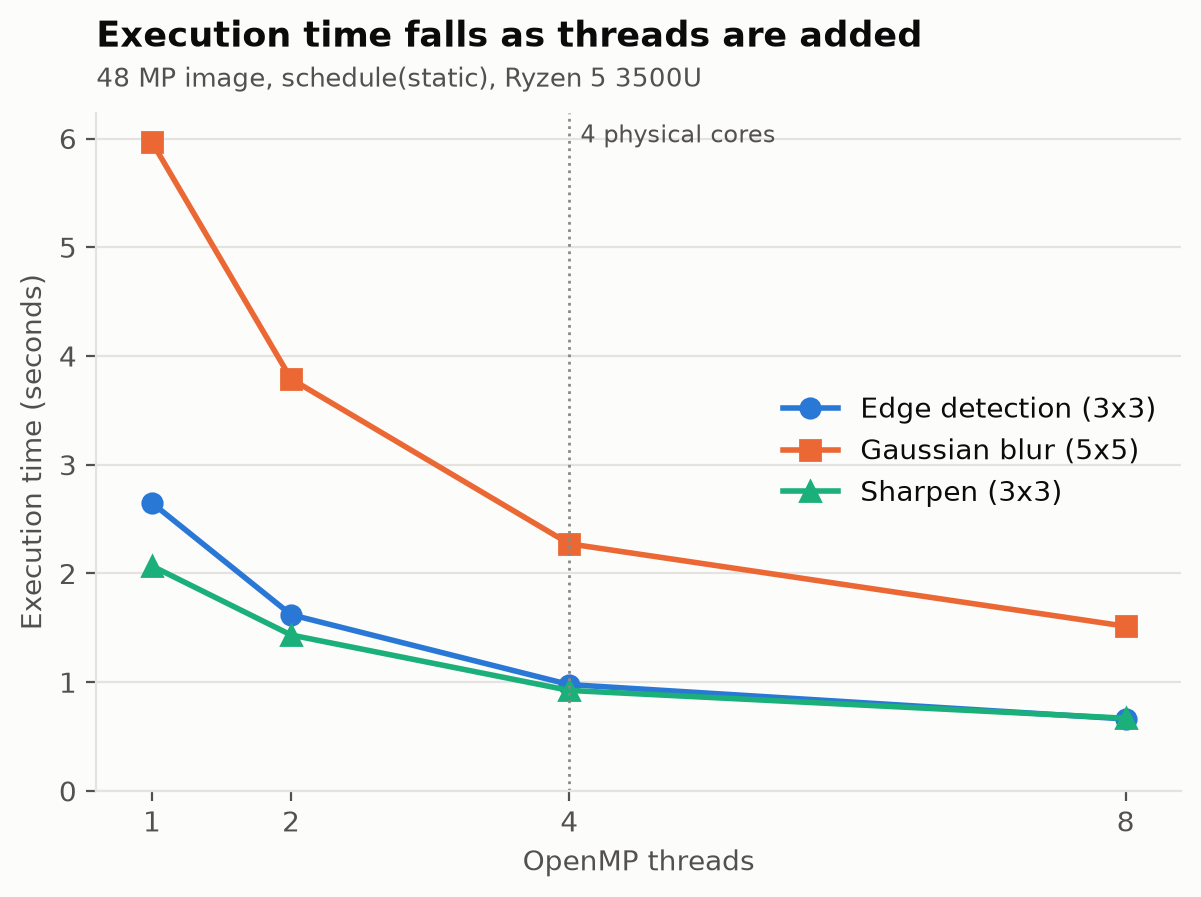 Execution time falls as threads are added
48 MP image, schedule(static), Ryzen 5 3500U
4 physical cores
6
5
4
3
2
1
0
Execution time (seconds)
Edge detection (3x3)
Gaussian blur (5x5)
Sharpen (3x3)
1 2 4 8
OpenMP threads